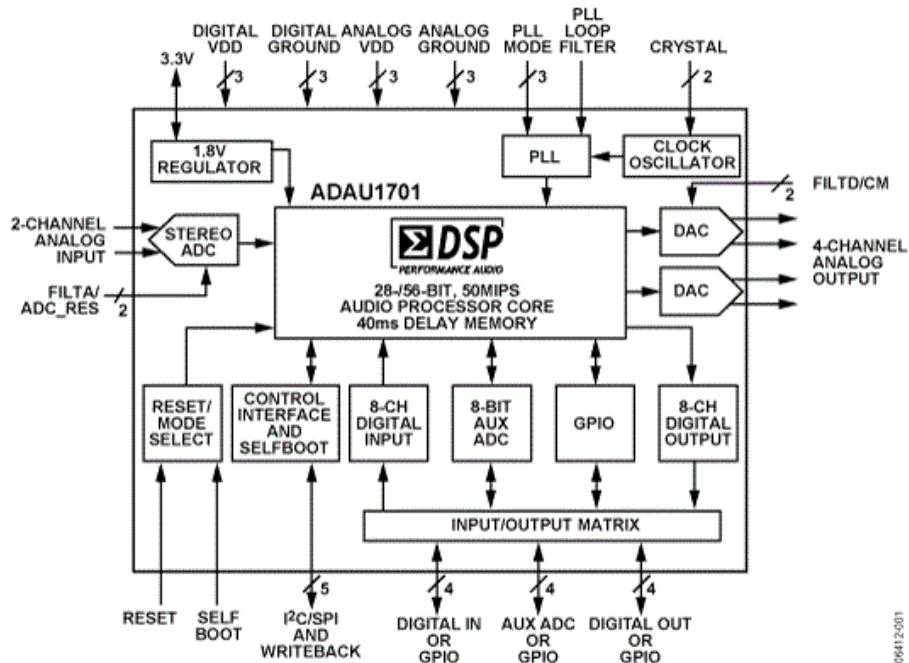 DIGITAL VDD
DIGITAL GROUND
ANALOG VDD
ANALOG GROUND
PLL MODE
PLL LOOP FILTER
CRYSTAL
3.3V
3
3
3
3
3
2
1.8V
REGULATOR
PLL
CLOCK
OSCILLATOR
ADAU1701
FILTD/CM
2
2-CHANNEL
ANALOG
INPUT
STEREO
ADC
Σ DSP
PERFORMANCE AUDIO
28-/56-BIT, 50MIPS
AUDIO PROCESSOR CORE
40ms DELAY MEMORY
DAC
DAC
4-CHANNEL
ANALOG
OUTPUT
FILTA/
ADC_RES
2
RESET/
MODE
SELECT
CONTROL
INTERFACE
AND
SELFBOOT
8-CH
DIGITAL
INPUT
8-BIT
AUX
ADC
GPIO
8-CH
DIGITAL
OUTPUT
INPUT/OUTPUT MATRIX
5
4
4
4
RESET
SELF
BOOT
I²C/SPI
AND
WRITEBACK
DIGITAL IN
OR
GPIO
AUX ADC
OR
GPIO
DIGITAL OUT
OR
GPIO
06412-001